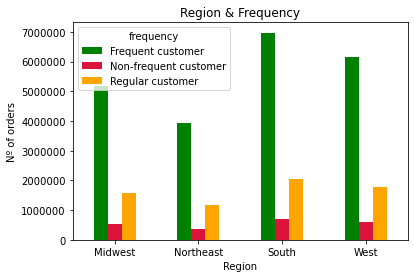 Region & Frequency
frequency
Frequent customer
Non-frequent customer
Regular customer
Nº of orders
7000000
6000000
5000000
4000000
3000000
2000000
1000000
0
Midwest Northeast South West
Region